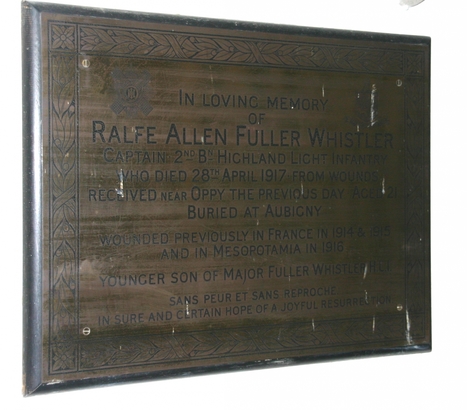 IN LOVING MEMORY
OF
RALFE ALLEN FULLER WHISTLER
CAPTAIN 2ND BN HIGHLAND LIGHT INFANTRY
WHO DIED 28TH APRIL 1917 FROM WOUNDS
RECEIVED NEAR OPPY THE PREVIOUS DAY AGED 21
BURIED AT AUBIGNY
WOUNDED PREVIOUSLY IN FRANCE IN 1914 & 1915
AND IN MESOPOTAMIA IN 1916
YOUNGER SON OF MAJOR FULLER WHISTLER
SANS PEUR ET SANS REPROCHE
IN SURE AND CERTAIN HOPE OF A JOYFUL RESURRECTION